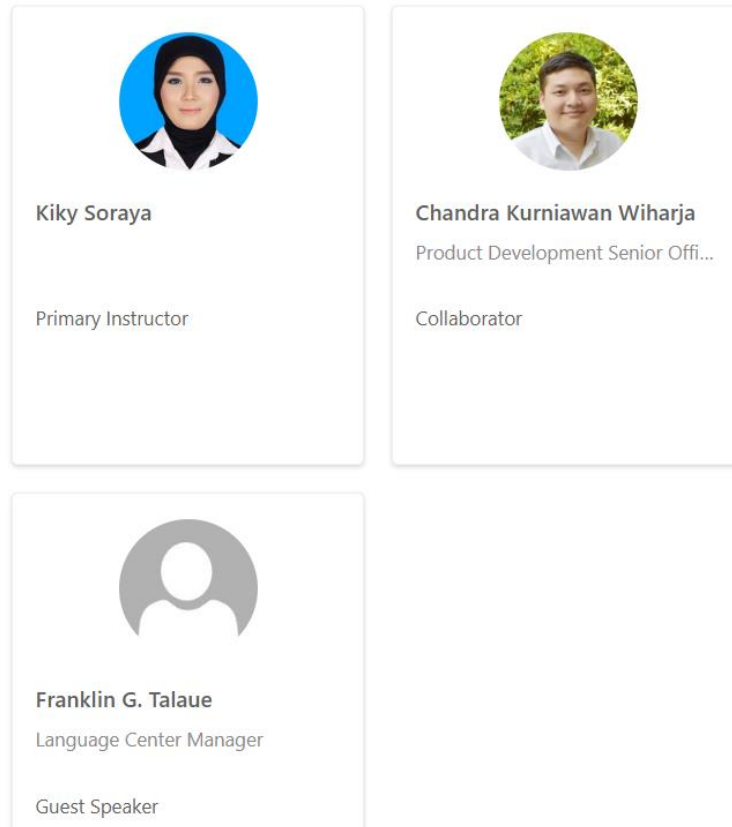 Kiky Soraya
Primary Instructor
Chandra Kurniawan Wiharja
Product Development Senior Offi...
Collaborator
Franklin G. Talaue
Language Center Manager
Guest Speaker